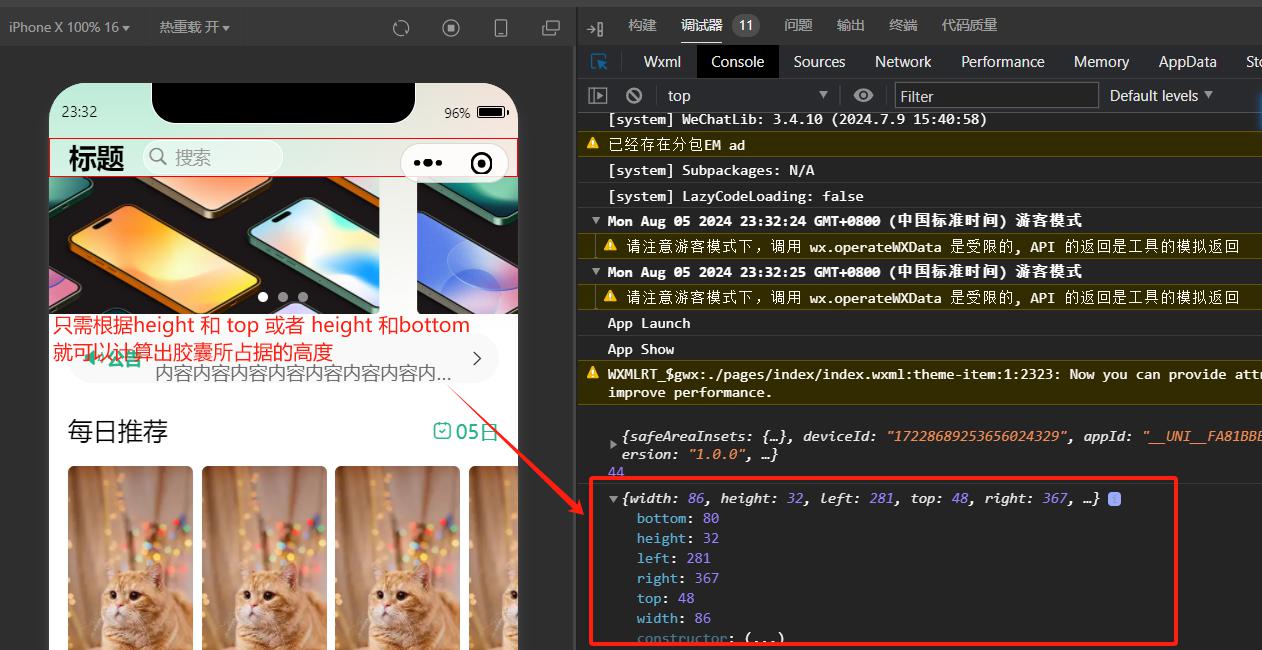 iPhone X 100% 16
热重载 开
构建
调试器
11
问题
输出
终端
代码质量
Wxml
Console
Sources
Network
Performance
Memory
AppData
top
Filter
Default levels
23:32
96%
标题
搜索
只需根据height 和 top 或者 height 和bottom
就可以计算出胶囊所占据的高度
公告
内容内容内容内容内容内容内容内...
每日推荐
05日
[system] WeChatLib: 3.4.10 (2024.7.9 15:40:58)
已经存在分包EM ad
[system] Subpackages: N/A
[system] LazyCodeLoading: false
Mon Aug 05 2024 23:32:24 GMT+0800 (中国标准时间) 游客模式
请注意游客模式下，调用 wx.operateWXData 是受限的, API 的返回是工具的模拟返回
Mon Aug 05 2024 23:32:25 GMT+0800 (中国标准时间) 游客模式
请注意游客模式下，调用 wx.operateWXData 是受限的, API 的返回是工具的模拟返回
App Launch
App Show
WXMLRT_$gwx:./pages/index/index.wxml:theme-item:1:2323: Now you can provide
improve performance.
{safeAreaInsets: {…}, deviceId: "17228689253656024329", appId: "__UNI__FA81BB
ersion: "1.0.0", …}
44
{width: 86, height: 32, left: 281, top: 48, right: 367, …}
bottom: 80
height: 32
left: 281
right: 367
top: 48
width: 86
constructor: (...)